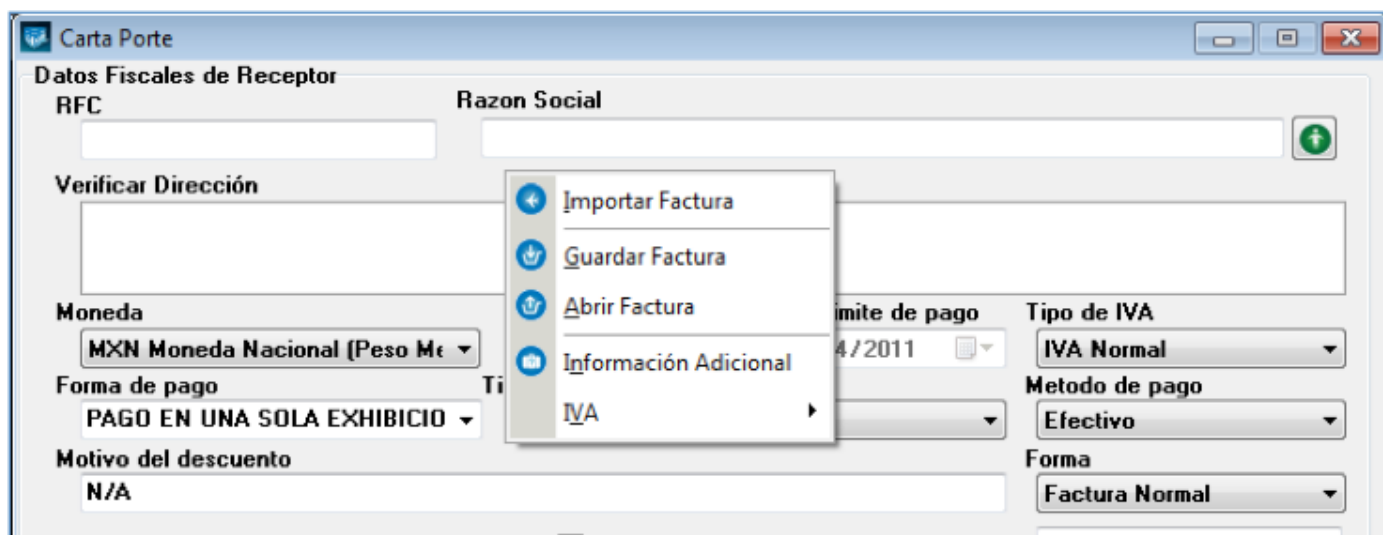 Carta Porte
Datos Fiscales de Receptor
RFC
Razon Social
Verificar Dirección
Importar Factura
Guardar Factura
Abrir Factura
Información Adicional
IVA
Moneda
MXN Moneda Nacional (Peso Me
imite de pago
4/2011
Tipo de IVA
IVA Normal
Forma de pago
PAGO EN UNA SOLA EXHIBICIO
Ti
Metodo de pago
Efectivo
Motivo del descuento
N/A
Forma
Factura Normal